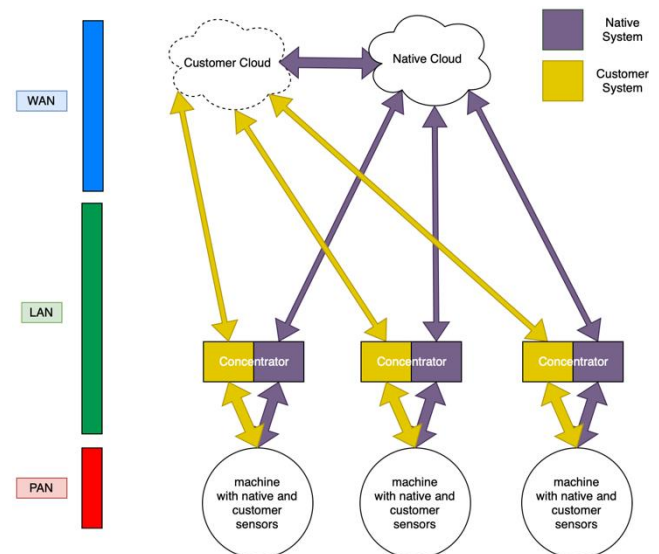 Native
System
Customer Cloud
Native Cloud
Customer
System
WAN
LAN
Concentrator
Concentrator
Concentrator
PAN
machine
with native and
customer
sensors
machine
with native and
customer
sensors
machine
with native and
customer
sensors